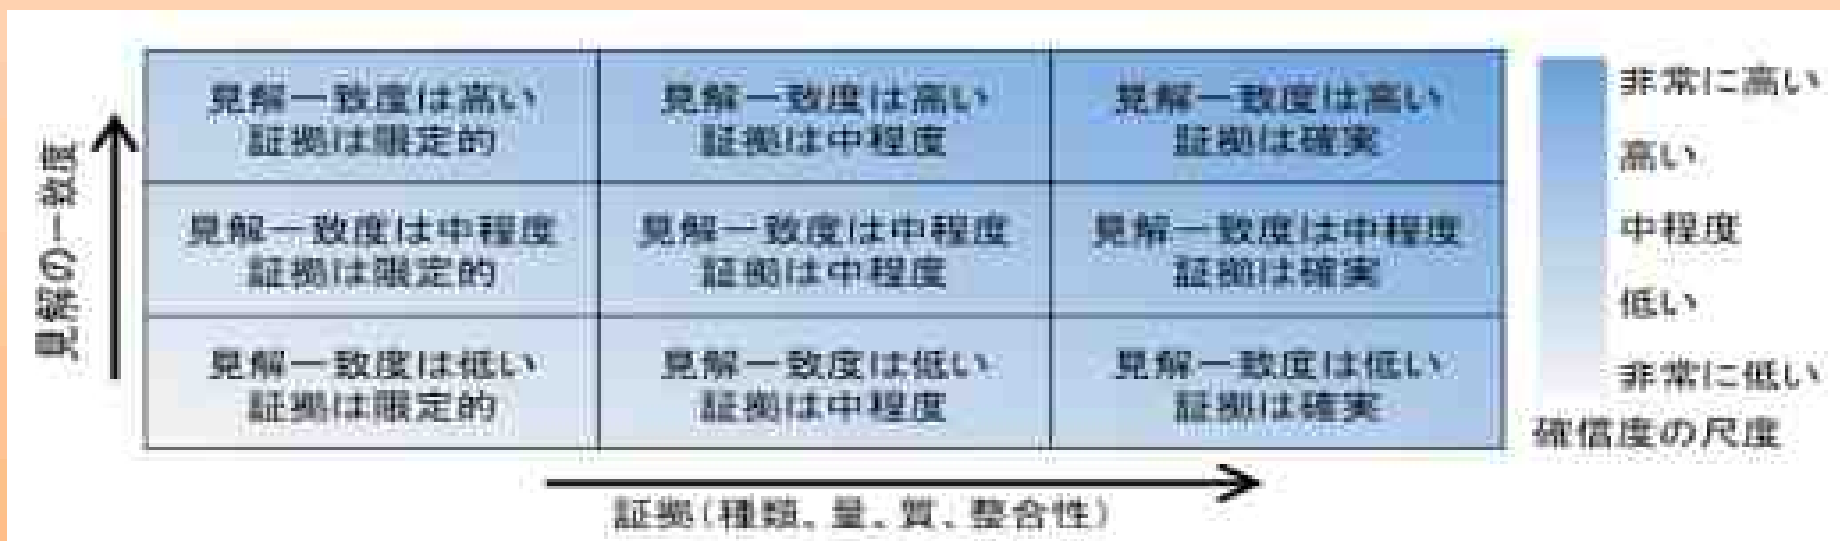 見解一致度は高い
証拠は限定的
見解一致度は高い
証拠は中程度
見解一致度は高い
証拠は確実
見解一致度は中程度
証拠は限定的
見解一致度は中程度
証拠は中程度
見解一致度は中程度
証拠は確実
見解一致度は低い
証拠は限定的
見解一致度は低い
証拠は中程度
見解一致度は低い
証拠は確実
見解の一致度
証拠(種類、量、質、整合性)
非常に高い
高い
中程度
低い
非常に低い
確信度の尺度